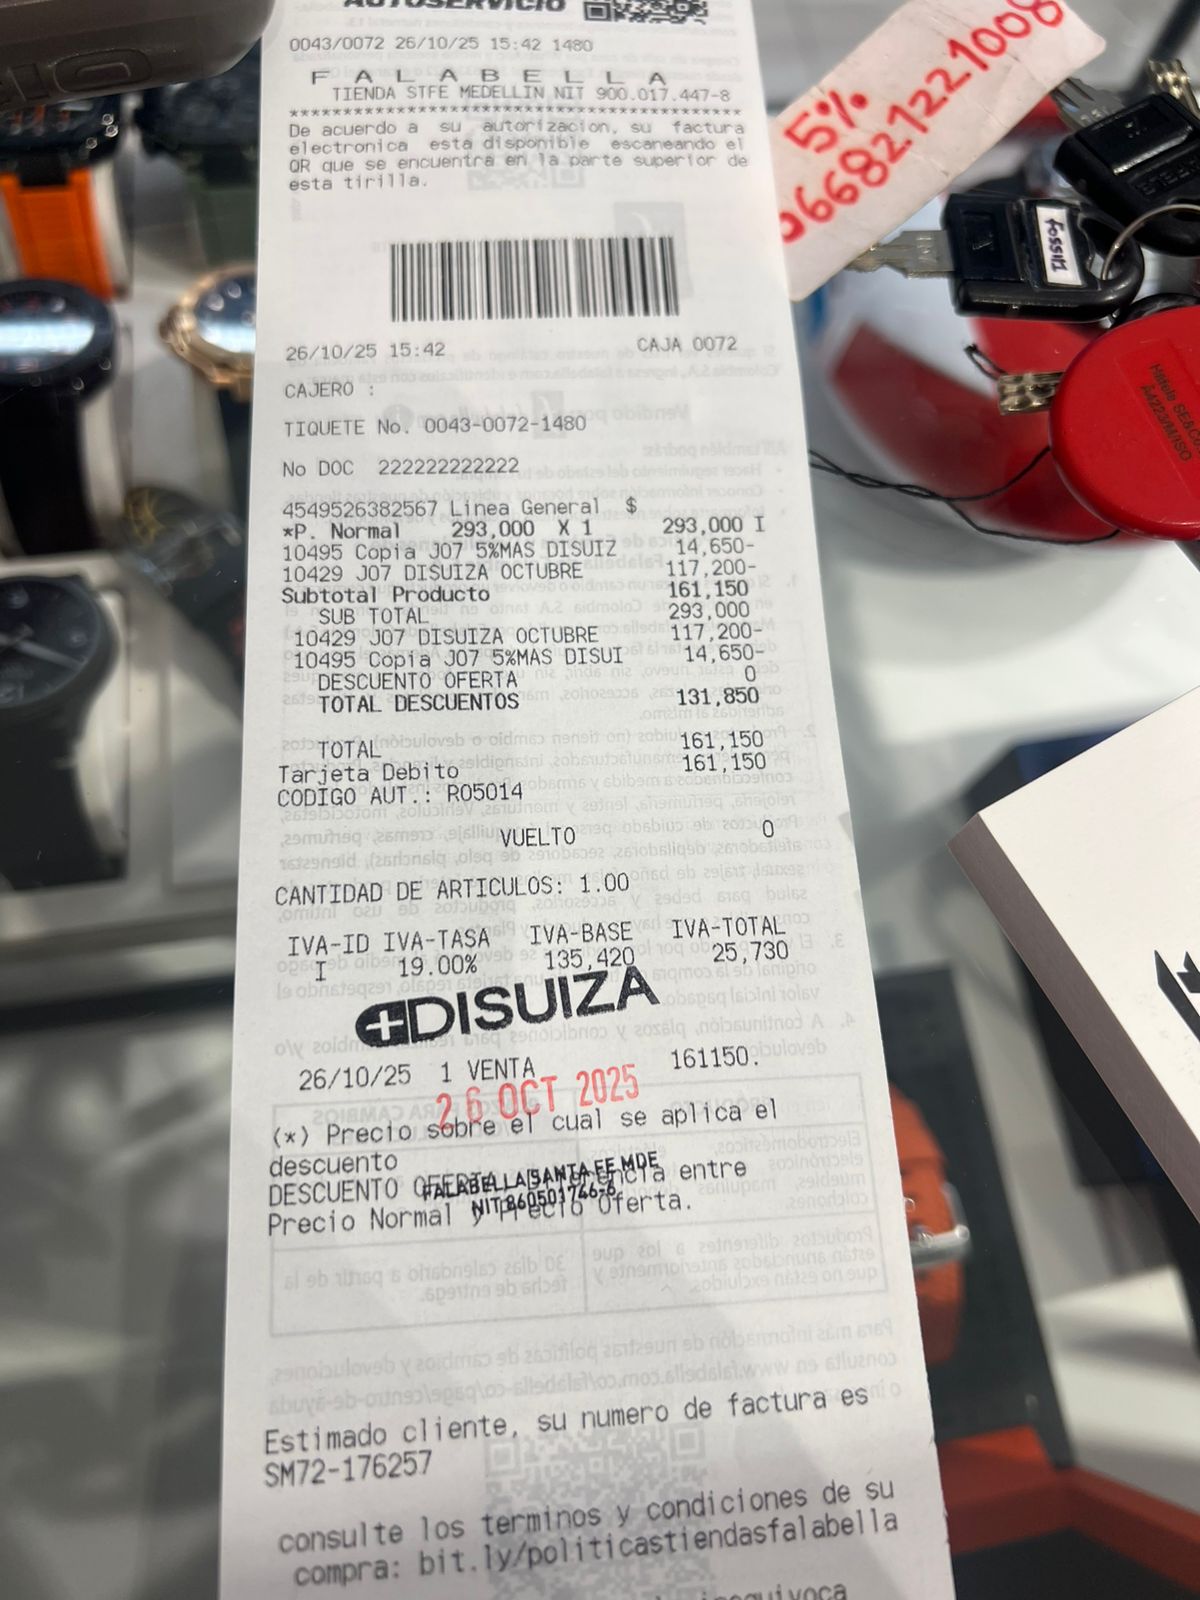 AUTOSERVICIO
0043/0072 26/10/25 15:42 1480
FALABELLA
TIENDA STFE MEDELLIN NIT 900.017.447-8
****************************************
De acuerdo a su autorizacion, su factura
electronica esta disponible escaneando el
QR que se encuentra en la parte superior de
esta tirilla.
26/10/25 15:42 CAJA 0072
CAJERO :
TIQUETE No. 0043-0072-1480
No DOC 222222222222
4549526382567 Linea General $
*P. Normal 293,000 X 1 293,000 I
10495 Copia J07 5%MAS DISUIZ 14,650-
10429 J07 DISUIZA OCTUBRE 117,200-
Subtotal Producto 161,150
SUB TOTAL 293,000
10429 J07 DISUIZA OCTUBRE 117,200-
10495 Copia J07 5%MAS DISUI 14,650-
DESCUENTO OFERTA 0
TOTAL DESCUENTOS 131,850
TOTAL 161,150
Tarjeta Debito 161,150
CODIGO AUT.: R05014
VUELTO 0
CANTIDAD DE ARTICULOS: 1.00
IVA-ID IVA-TASA IVA-BASE IVA-TOTAL
I 19.00% 135,420 25,730
DISUIZA
26/10/25 1 VENTA 161150.
26 OCT 2025
(*) Precio sobre el cual se aplica el
descuento
DESCUENTO OFERTA : Diferencia entre
FALABELLA SANTA FE MDE
NIT 860501746-6
Precio Normal y Precio Oferta.
Estimado cliente, su numero de factura es
SM72-176257
consulte los terminos y condiciones de su
compra: bit.ly/politicastiendasfalabella
inequivoca
5%
066821221008
FOSSIL
Häfele SE&Co